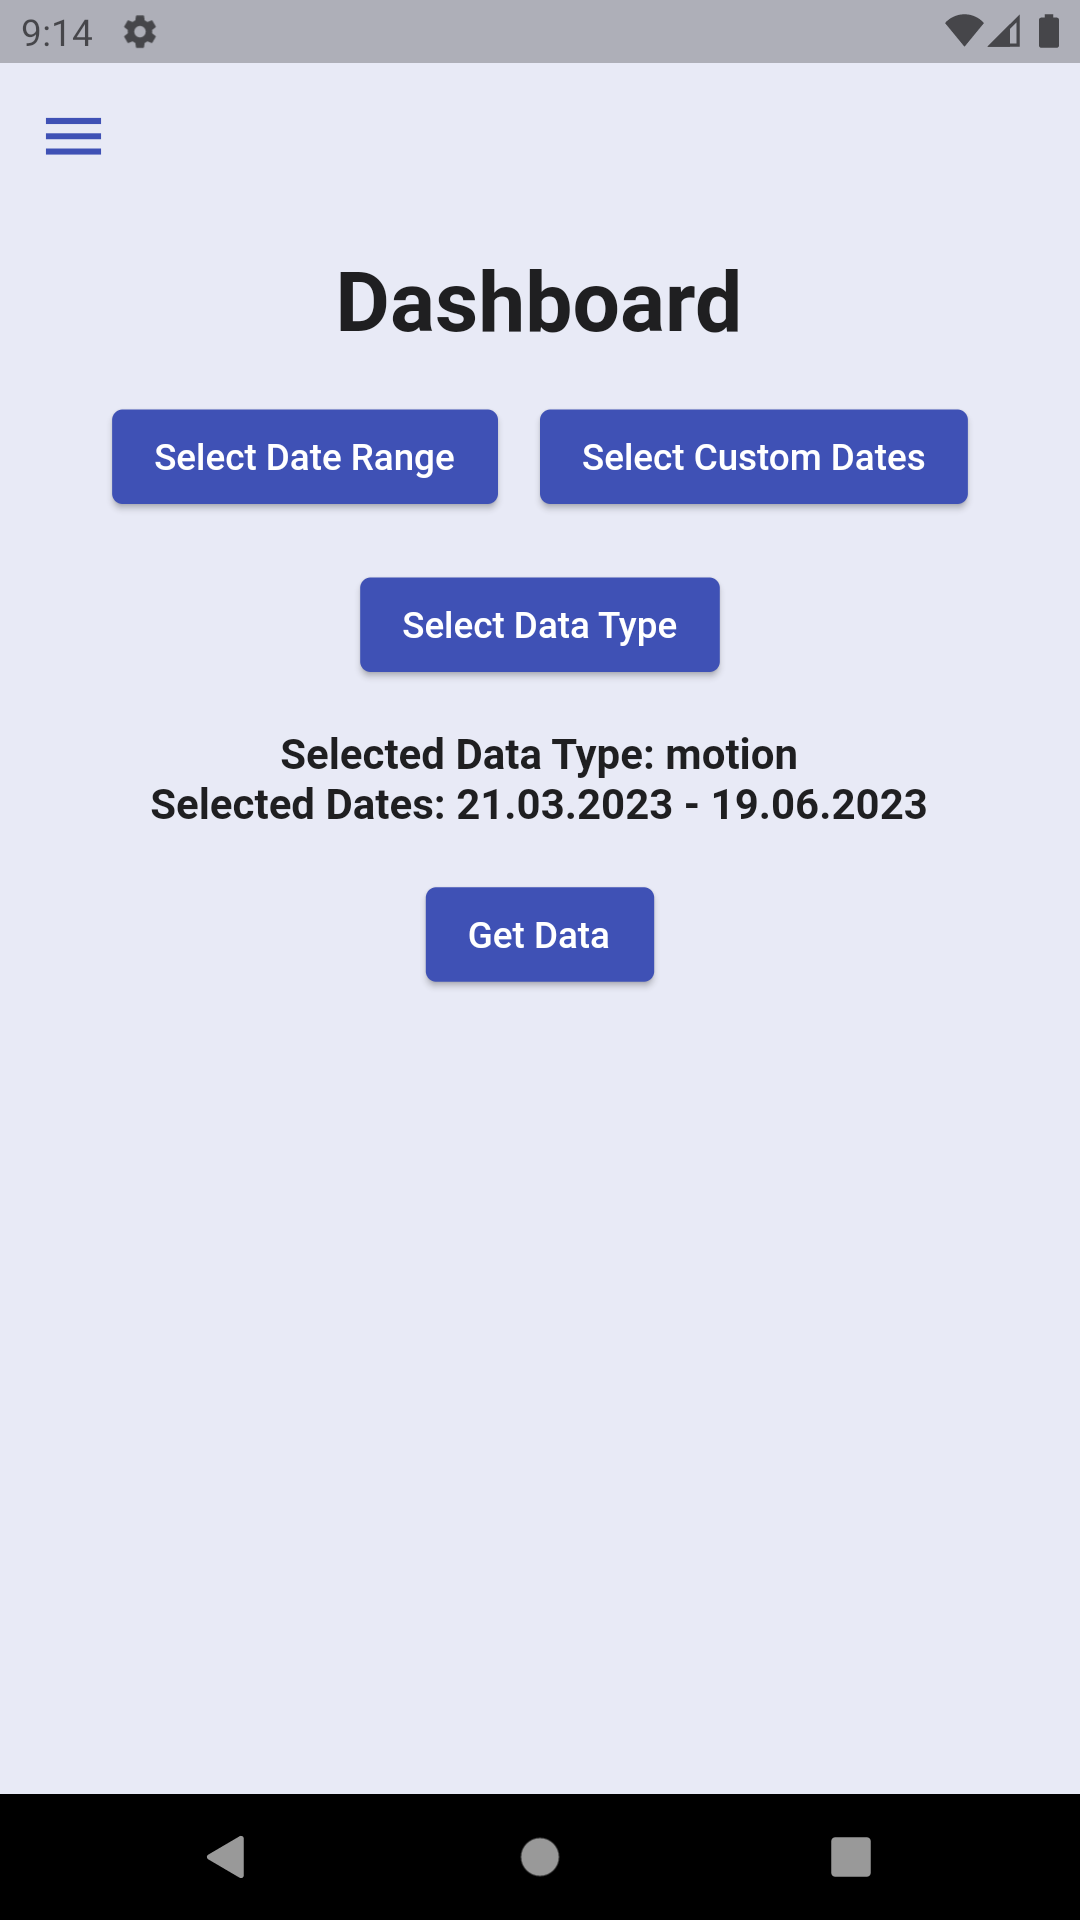 9:14
Dashboard
Select Date Range
Select Custom Dates
Select Data Type
Selected Data Type: motion
Selected Dates: 21.03.2023 - 19.06.2023
Get Data